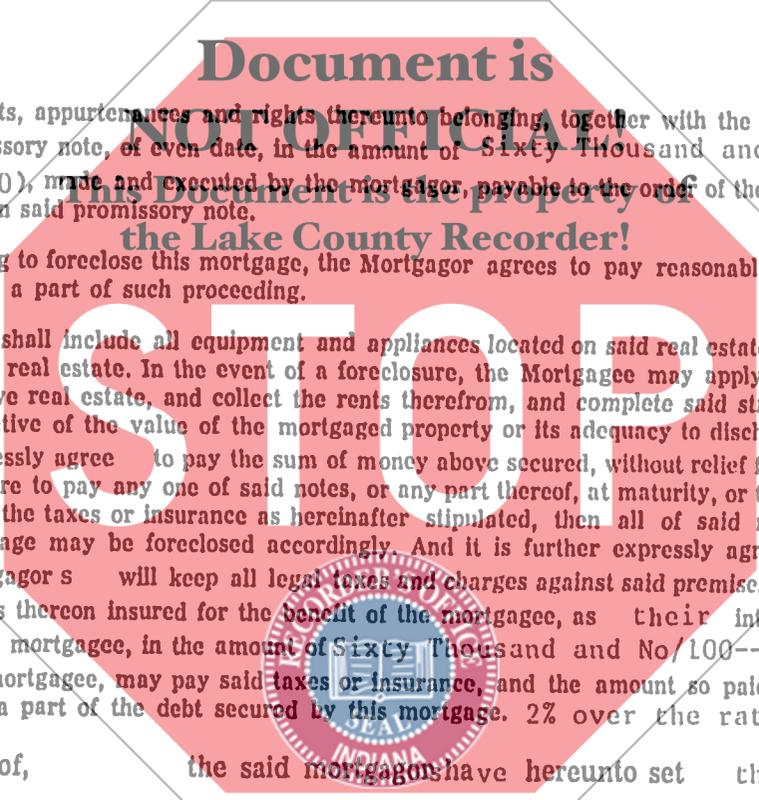 Document is
NOT OFFICIAL!
This Document is the property of
the Lake County Recorder!
STOP
ts, appurtenances and rights thereunto belonging, together with the
ssory note, of even date, in the amount of Sixty Thousand and
0), made and executed by the mortgagor, payable to the order of the
n said promissory note.
g to foreclose this mortgage, the Mortgagor agrees to pay reasonabl
a part of such proceeding.
shall include all equipment and appliances located on said real estate
real estate. In the event of a foreclosure, the Mortgagee may apply
ve real estate, and collect the rents therefrom, and complete said st
tive of the value of the mortgaged property or its adequacy to disch
essly agree to pay the sum of money above secured, without relief f
re to pay any one of said notes, or any part thereof, at maturity, or
the taxes or insurance as hereinafter stipulated, then all of said
age may be foreclosed accordingly. And it is further expressly agr
gagor s will keep all legal taxes and charges against said premise
s thereon insured for the benefit of the mortgagee, as their int
mortgagee, in the amount of Sixty Thousand and No/100--
mortgagee, may pay said taxes or insurance, and the amount so paid
a part of the debt secured by this mortgage. 2% over the rat
of, the said mortgagors have hereunto set th
RECORDER'S OFFICE
SEAL
INDIANA